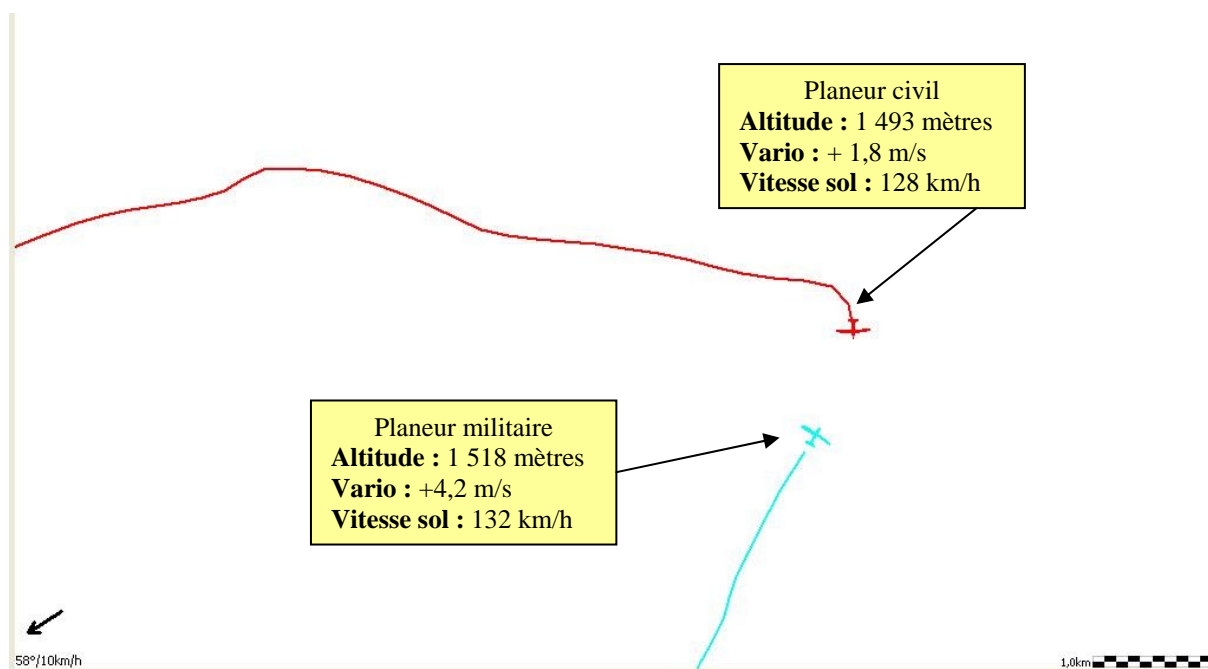 Planeur civil
Altitude : 1 493 mètres
Vario : + 1,8 m/s
Vitesse sol : 128 km/h
Planeur militaire
Altitude : 1 518 mètres
Vario : +4,2 m/s
Vitesse sol : 132 km/h
58°/10km/h
1,0km